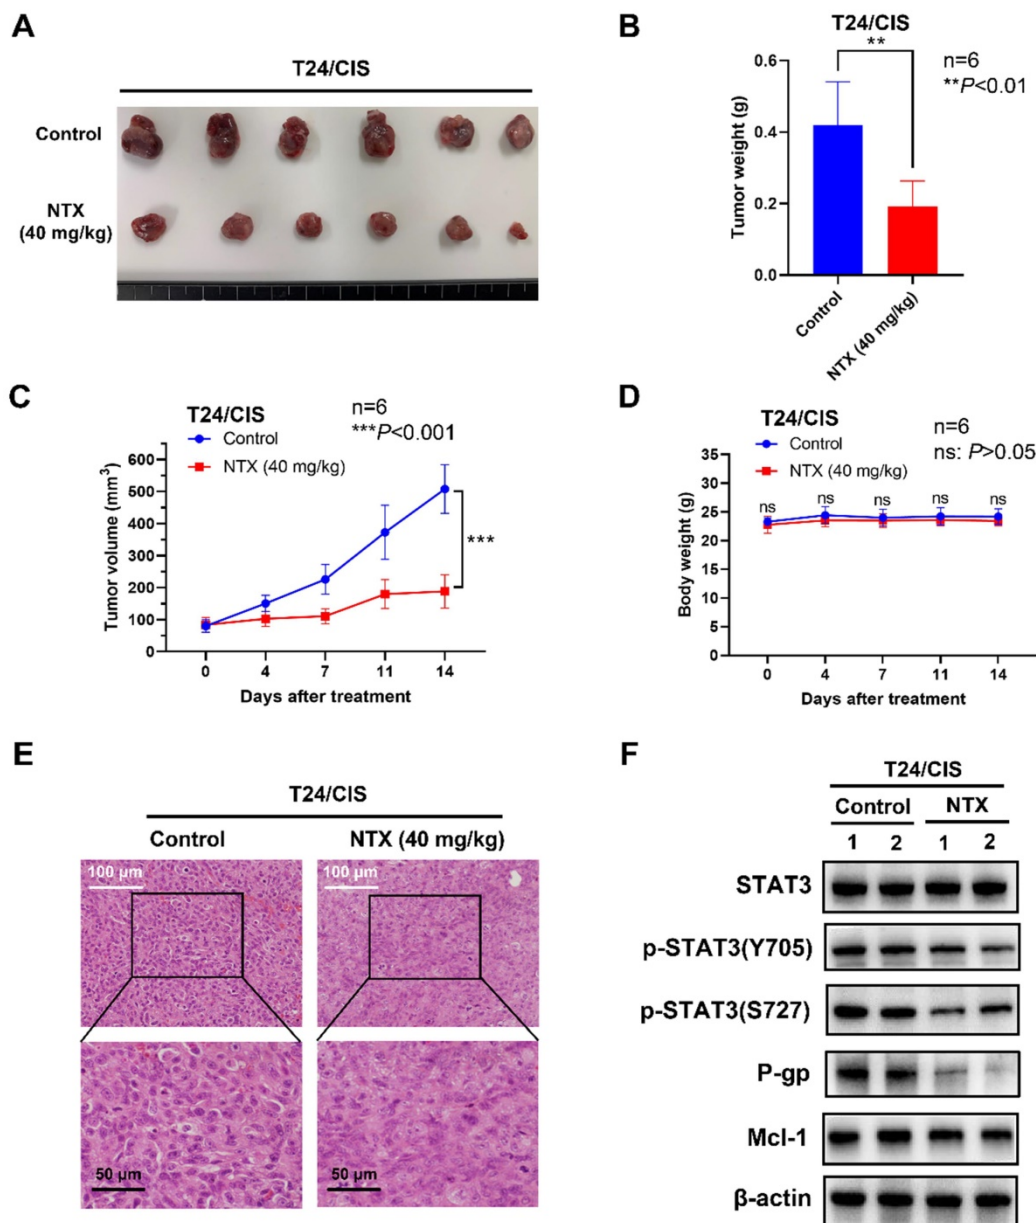 A
T24/CIS
Control
NTX
(40 mg/kg)
B
T24/CIS
**
n=6
**P<0.01
Tumor weight (g)
0.6
0.4
0.2
0.0
Control
NTX (40 mg/kg)
C
T24/CIS
n=6
***P<0.001
Control
NTX (40 mg/kg)
Tumor volume (mm³)
600
500
400
300
200
100
0
***
0 4 7 11 14
Days after treatment
D
T24/CIS
n=6
ns: P>0.05
Control
NTX (40 mg/kg)
Body weight (g)
35
30
25
20
15
10
5
0
ns ns ns ns ns
0 4 7 11 14
Days after treatment
E
T24/CIS
Control NTX (40 mg/kg)
100 μm 100 μm
50 μm 50 μm
F
T24/CIS
Control NTX
1 2 1 2
STAT3
p-STAT3(Y705)
p-STAT3(S727)
P-gp
Mcl-1
β-actin